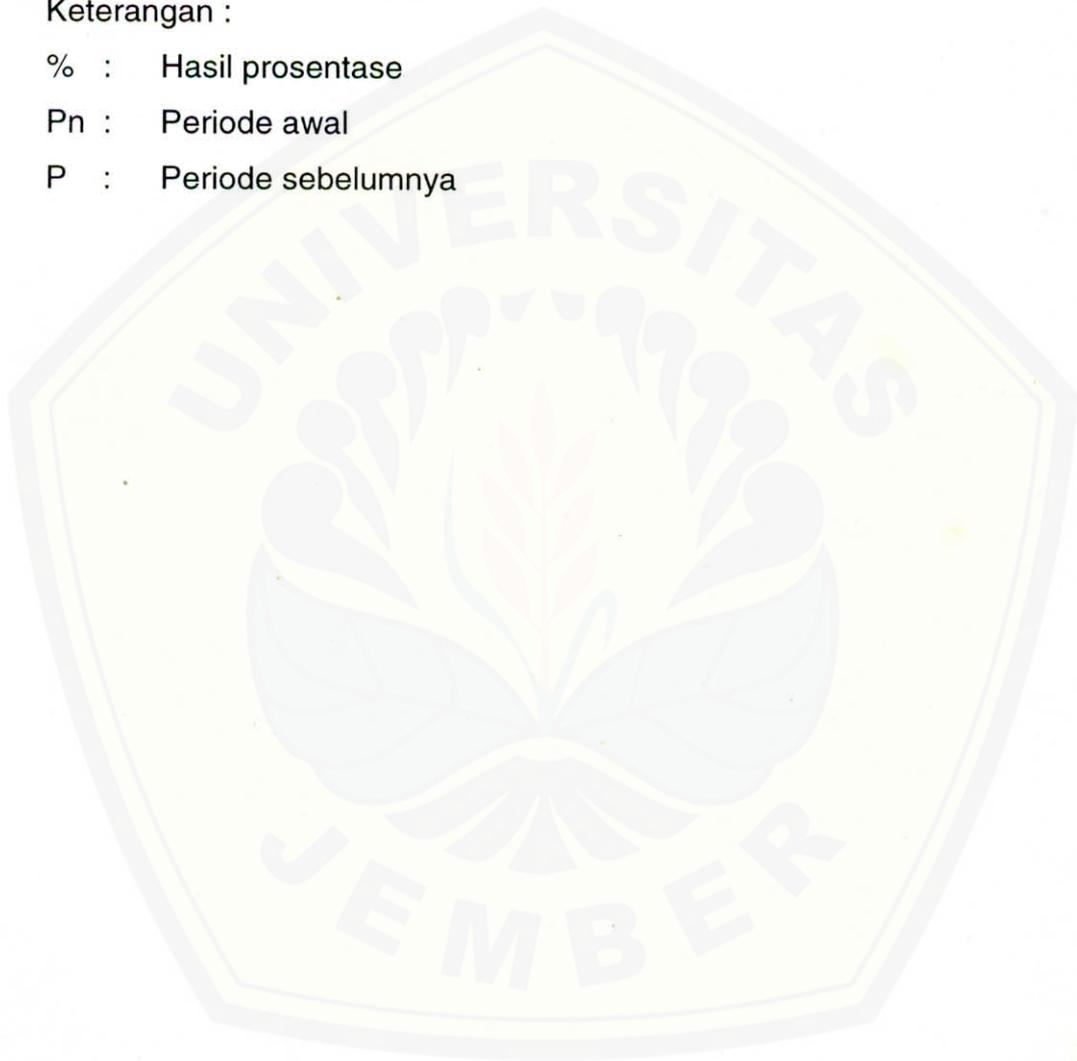 Keterangan :
% : Hasil prosentase
Pn : Periode awal
P : Periode sebelumnya
UNIVERSITAS
JEMBER